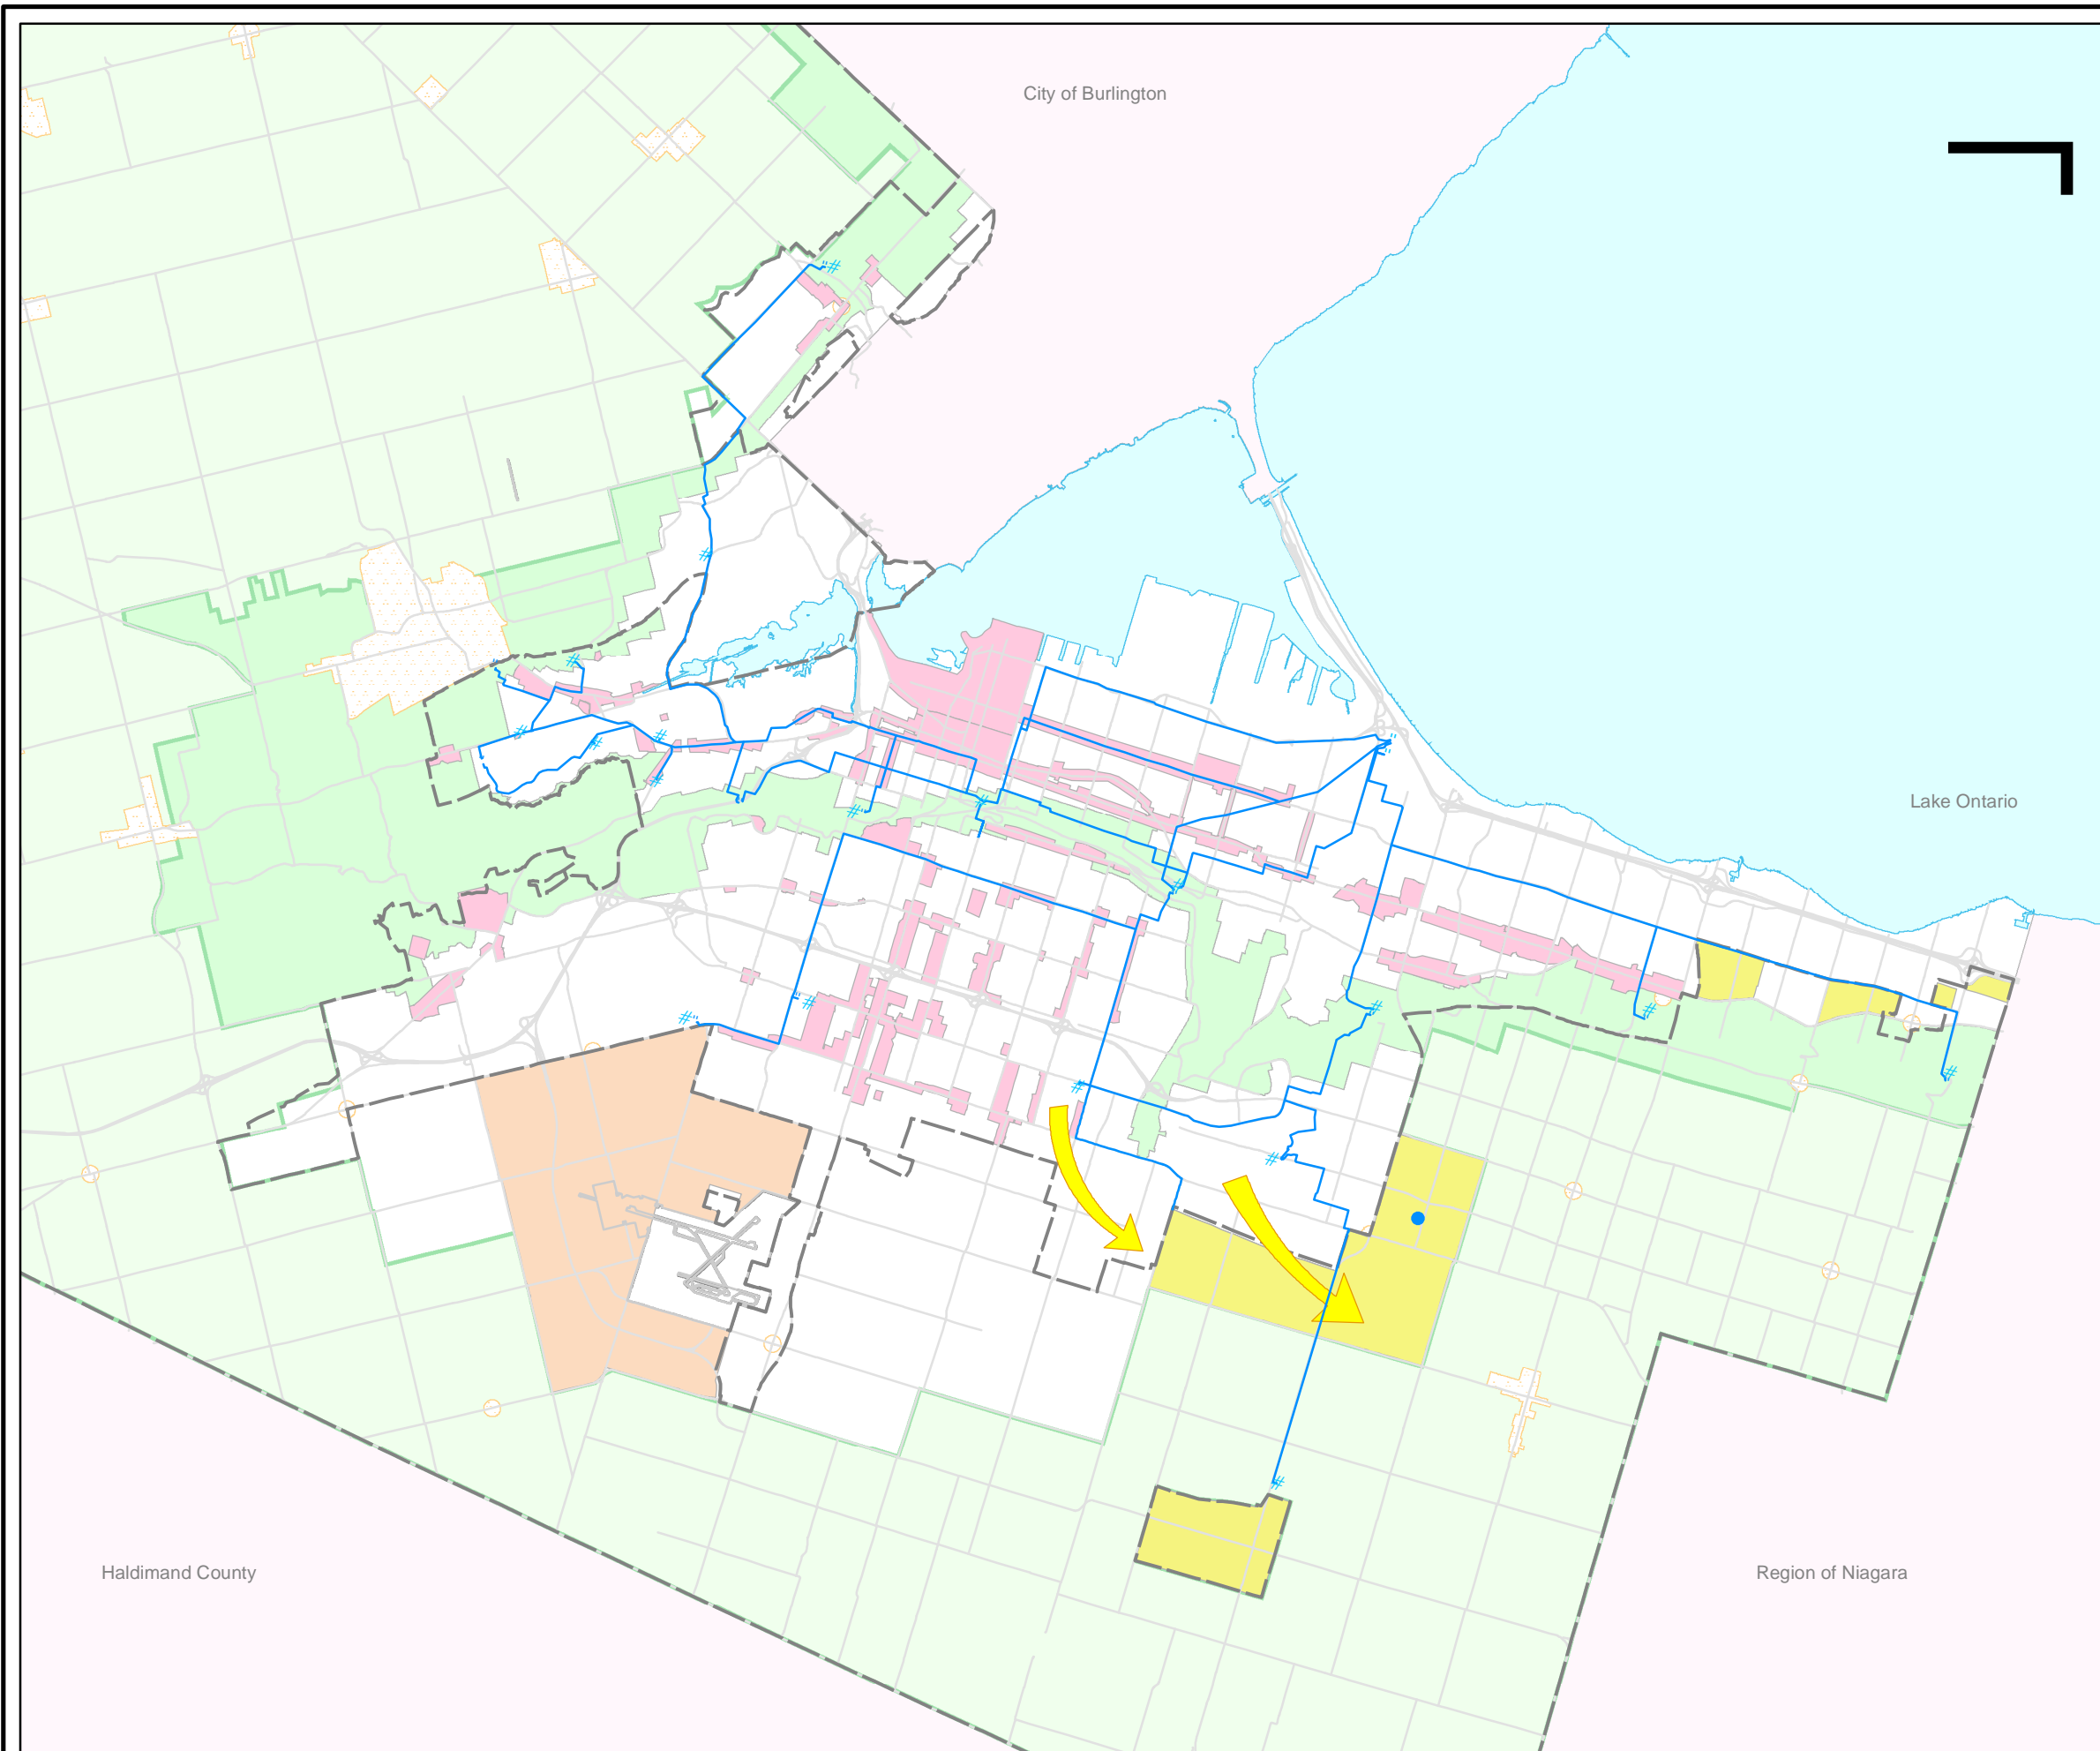 City of Burlington
Lake Ontario
Haldimand County
Region of Niagara